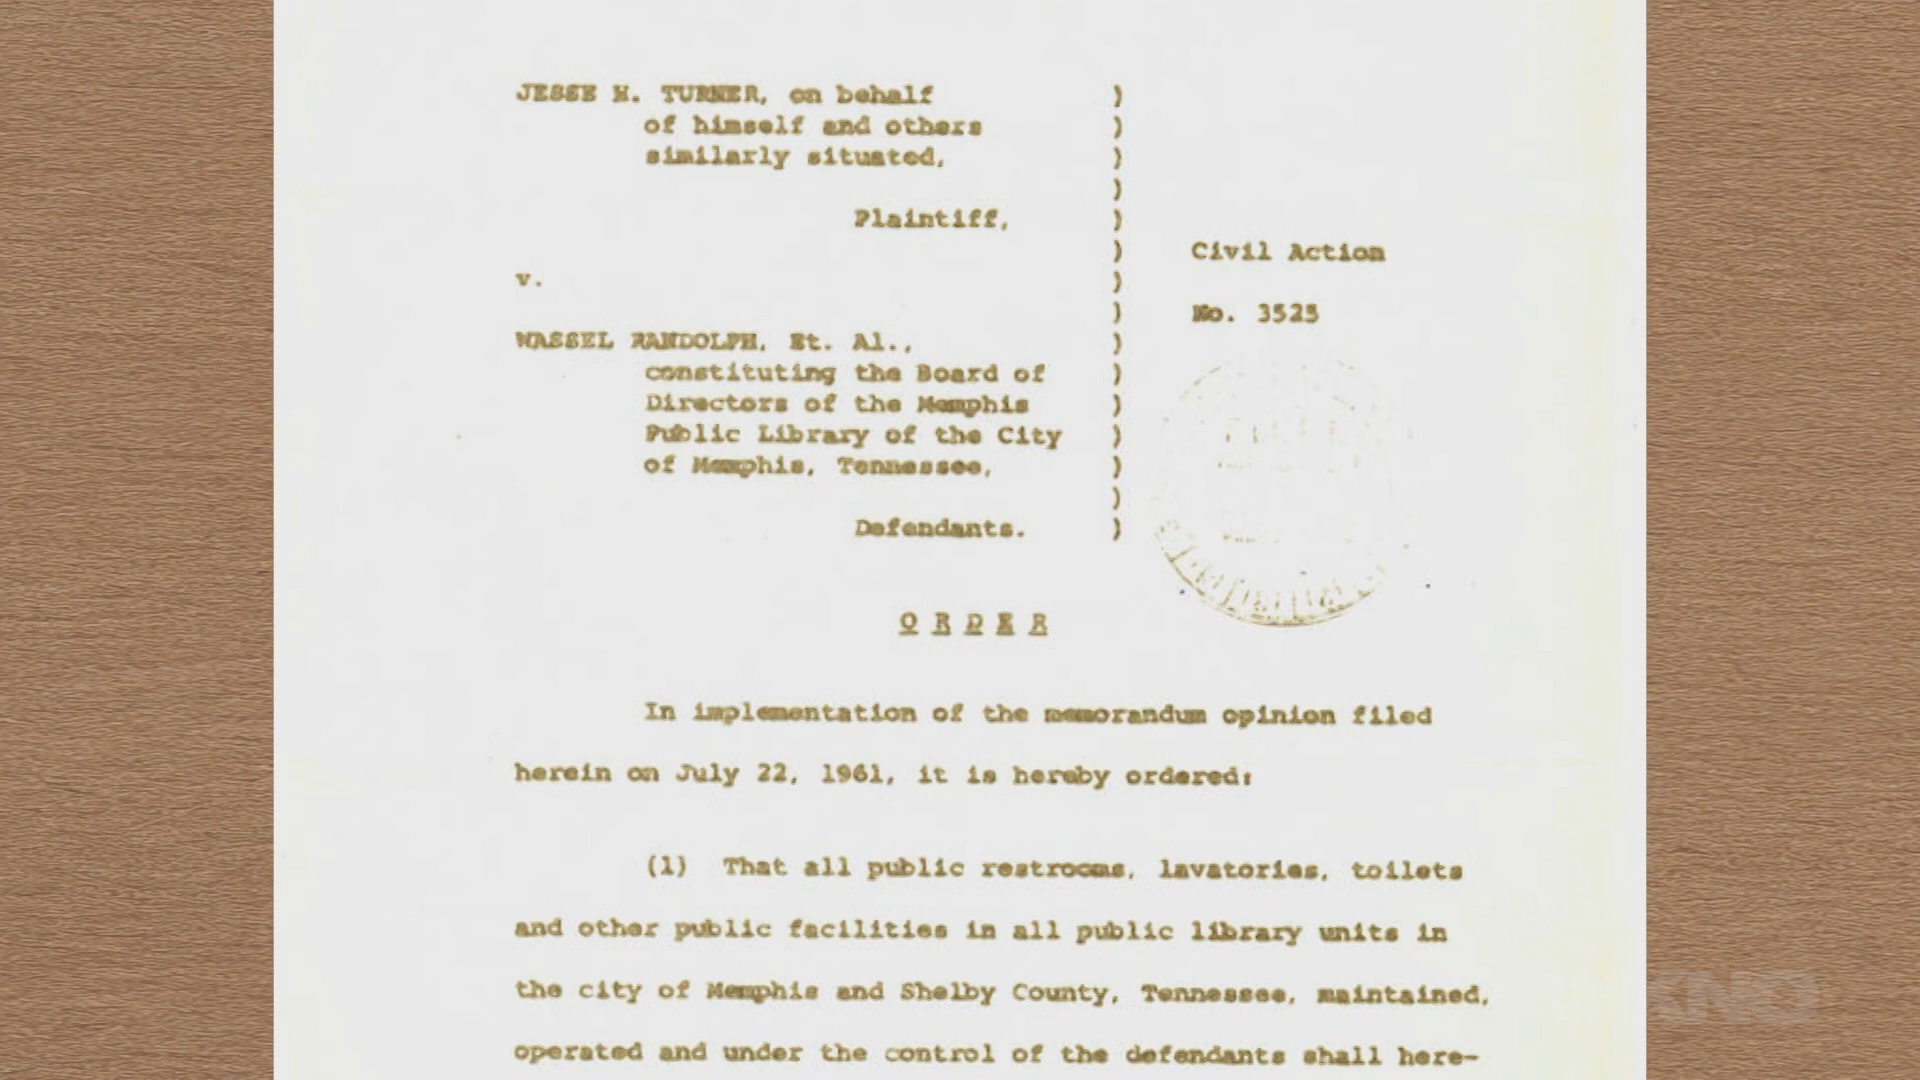 JESSE H. TURNER, on behalf )
of himself and others )
similarly situated, )
)
Plaintiff, )
) Civil Action
v. )
) No. 3525
WASSEL RANDOLPH, Et. Al., )
constituting the Board of )
Directors of the Memphis )
Public Library of the City )
of Memphis, Tennessee, )
)
Defendants. )
O R D E R
In implementation of the memorandum opinion filed
herein on July 22, 1961, it is hereby ordered:
(1) That all public restrooms, lavatories, toilets
and other public facilities in all public library units in
the city of Memphis and Shelby County, Tennessee, maintained,
operated and under the control of the defendants shall here-